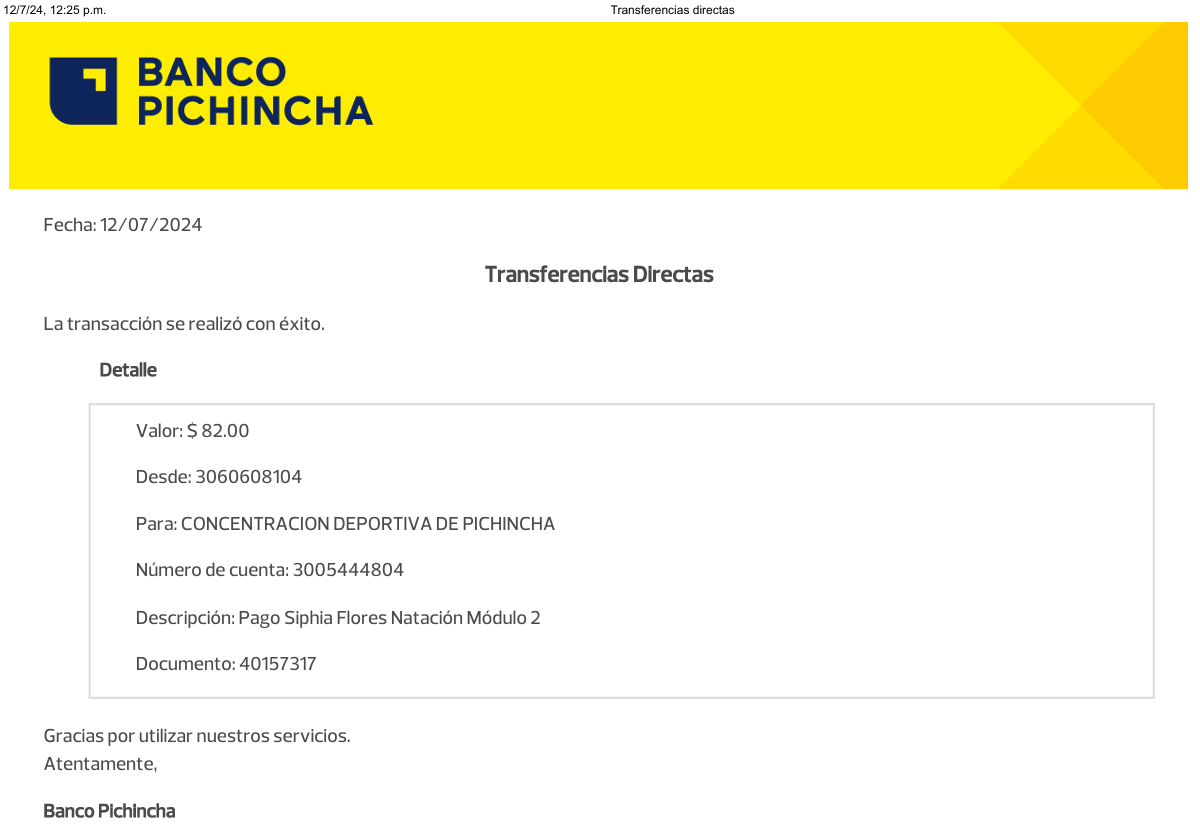 12/7/24, 12:25 p.m.
Transferencias directas
BANCO
PICHINCHA
Fecha: 12/07/2024
Transferencias Directas
La transacción se realizó con éxito.
Detalle
Valor: $ 82.00
Desde: 3060608104
Para: CONCENTRACION DEPORTIVA DE PICHINCHA
Número de cuenta: 3005444804
Descripción: Pago Siphia Flores Natación Módulo 2
Documento: 40157317
Gracias por utilizar nuestros servicios.
Atentamente,
Banco Pichincha